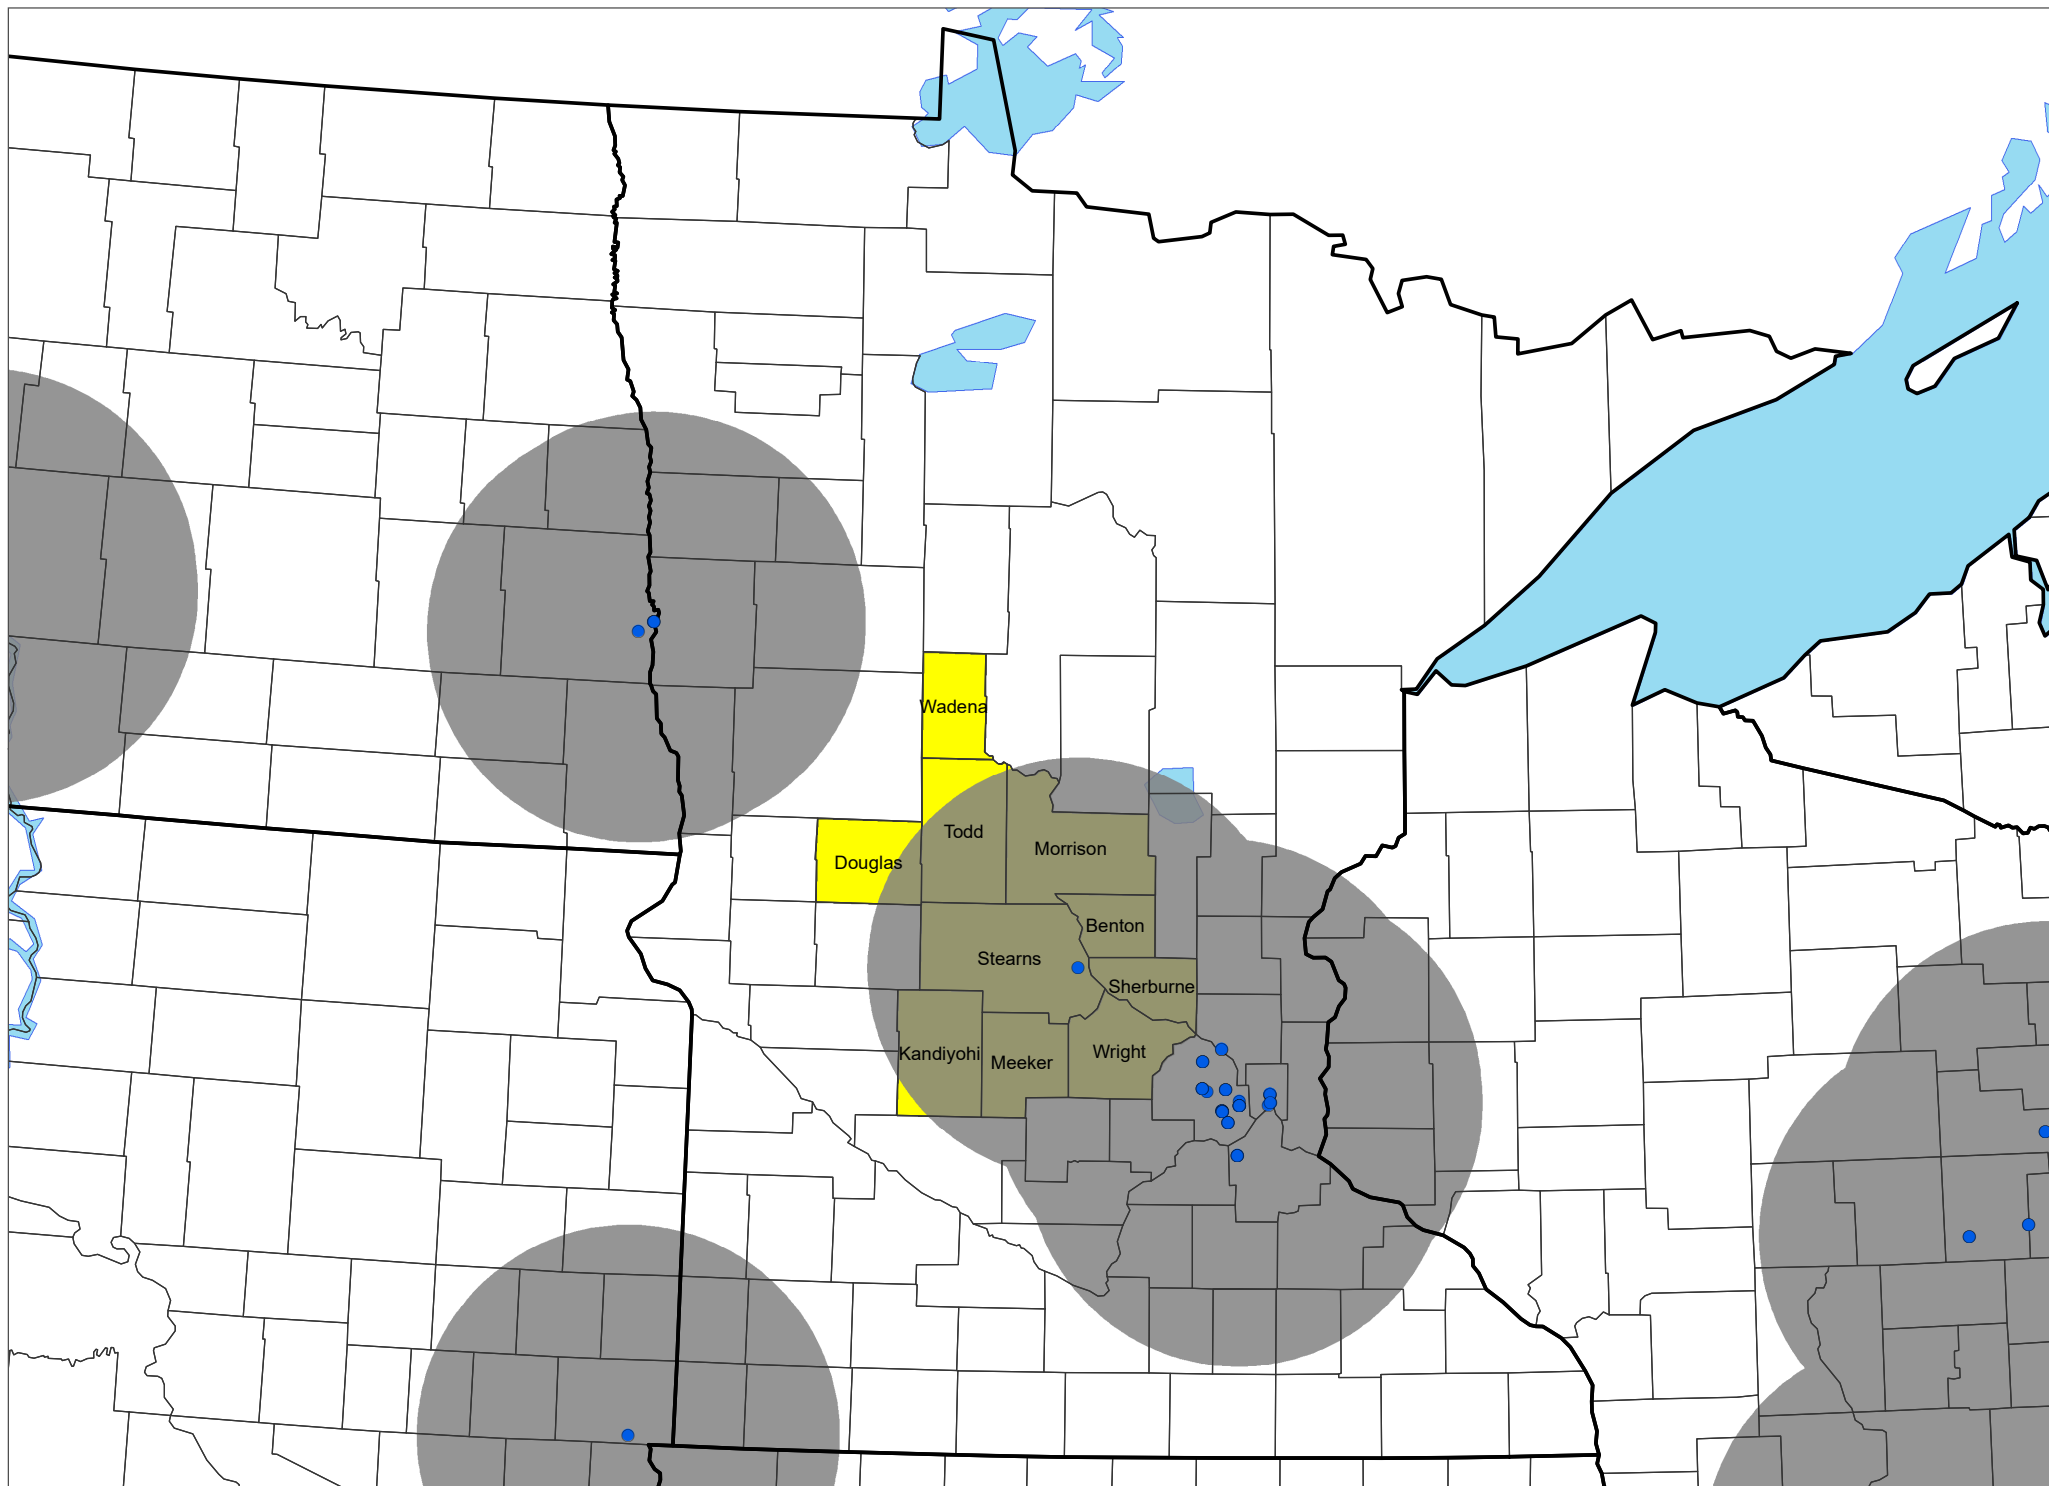 Wadena
Todd
Morrison
Douglas
Benton
Stearns
Sherburne
Kandiyohi
Meeker
Wright